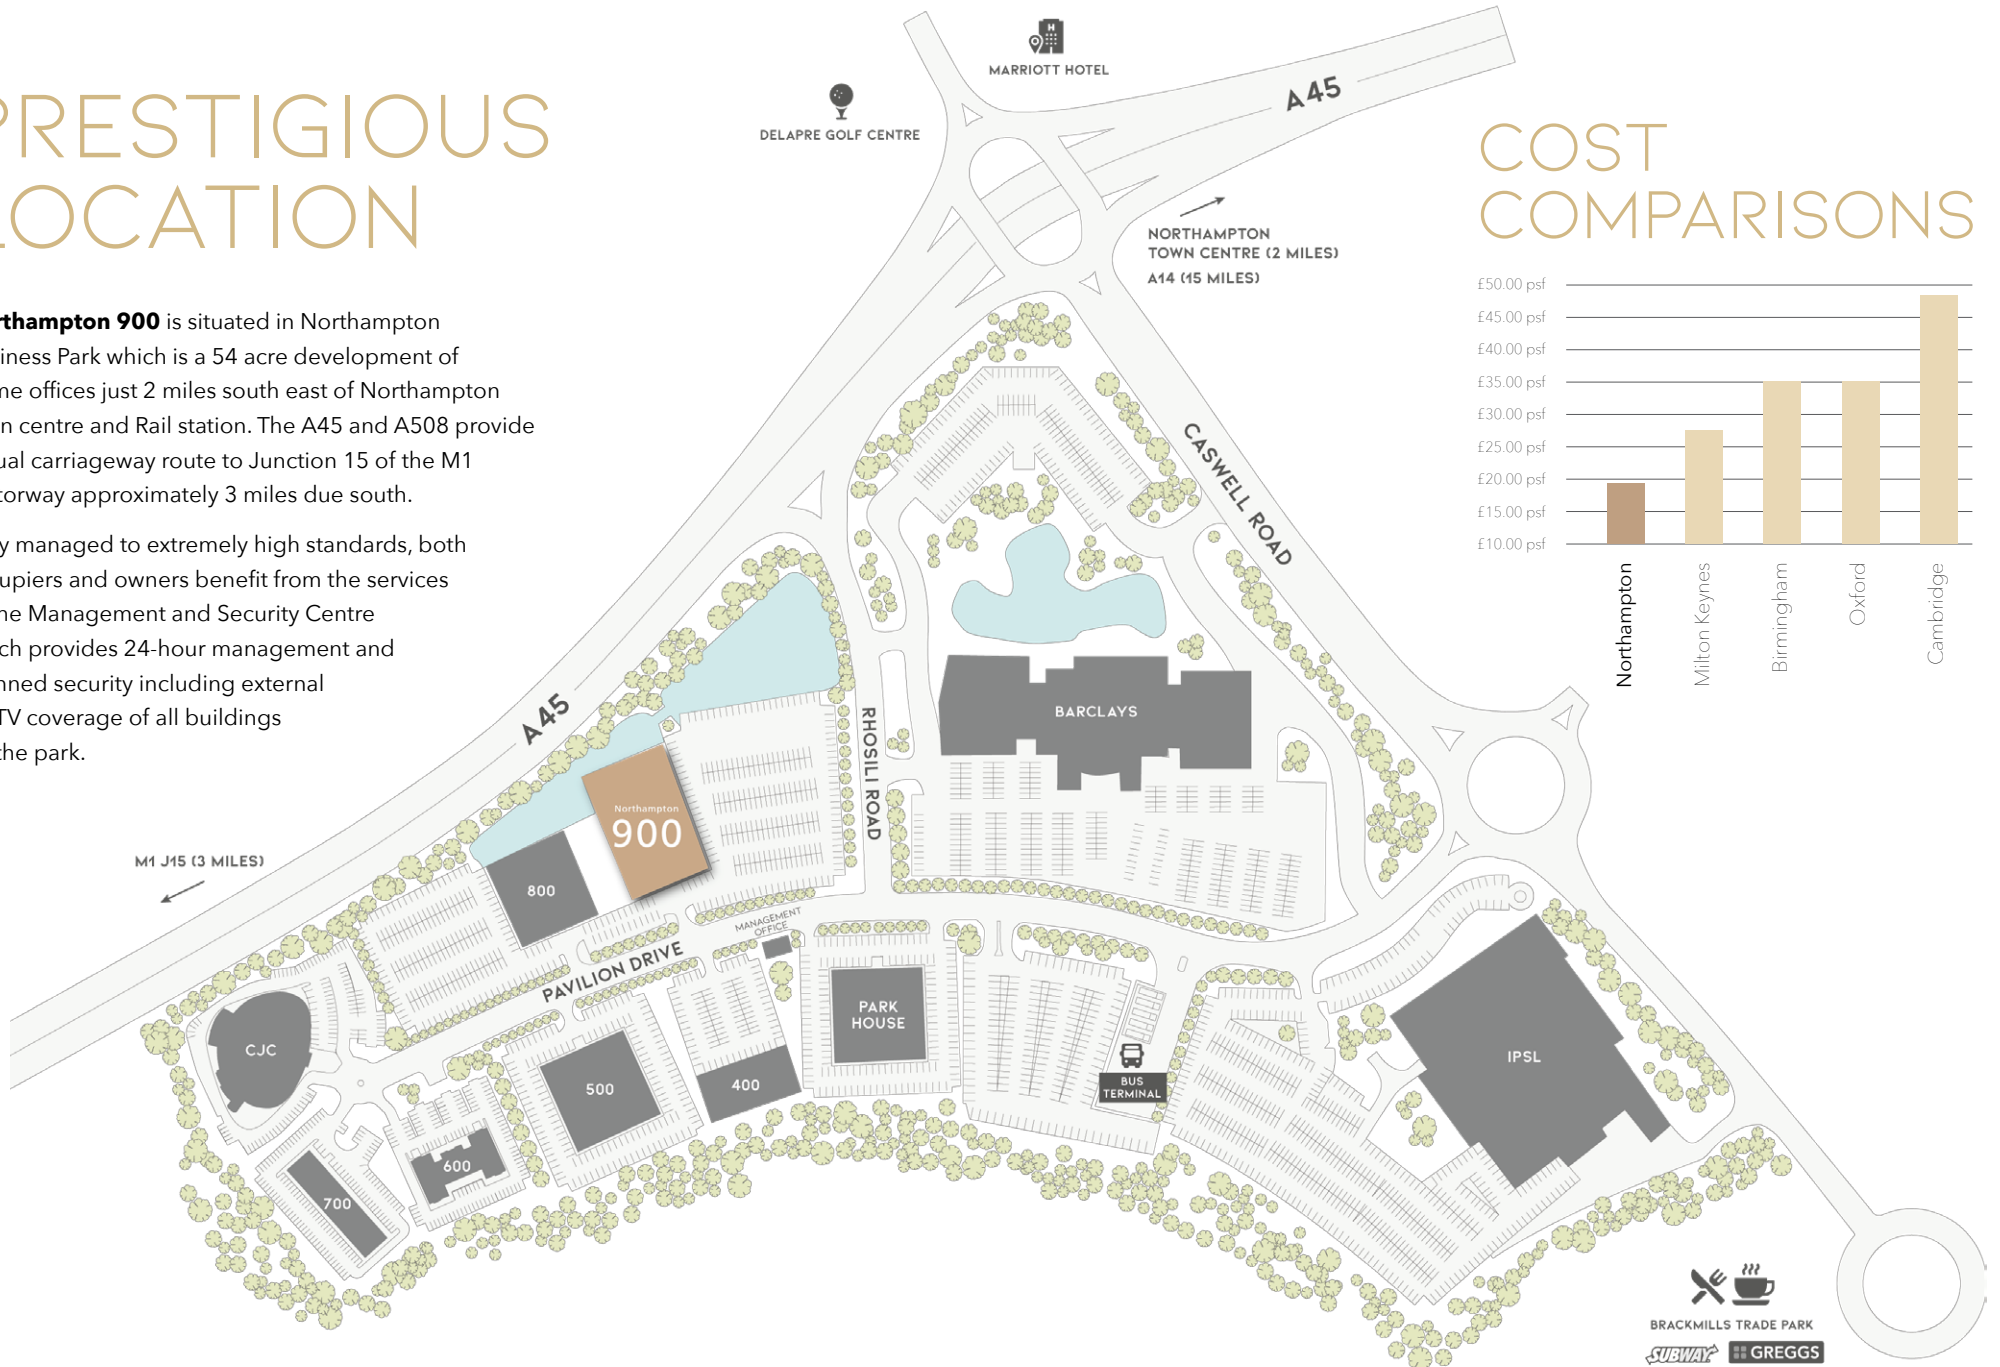 PRESTIGIOUS
LOCATION
rthampton 900 is situated in Northampton
iness Park which is a 54 acre development of
me offices just 2 miles south east of Northampton
n centre and Rail station. The A45 and A508 provide
ual carriageway route to Junction 15 of the M1
torway approximately 3 miles due south.
y managed to extremely high standards, both
upiers and owners benefit from the services
he Management and Security Centre
ch provides 24-hour management and
nned security including external
TV coverage of all buildings
the park.
MARRIOTT HOTEL
DELAPRE GOLF CENTRE
A45
NORTHAMPTON
TOWN CENTRE (2 MILES)
A14 (15 MILES)
CASWELL ROAD
A45
RHOSILI ROAD
BARCLAYS
Northampton
900
M1 J15 (3 MILES)
800
MANAGEMENT
OFFICE
PAVILION DRIVE
PARK
HOUSE
CJC
500
400
BUS
TERMINAL
IPSL
600
700
BRACKMILLS TRADE PARK
SUBWAY
GREGGS
COST
COMPARISONS
£50.00 psf
£45.00 psf
£40.00 psf
£35.00 psf
£30.00 psf
£25.00 psf
£20.00 psf
£15.00 psf
£10.00 psf
Northampton
Milton Keynes
Birmingham
Oxford
Cambridge